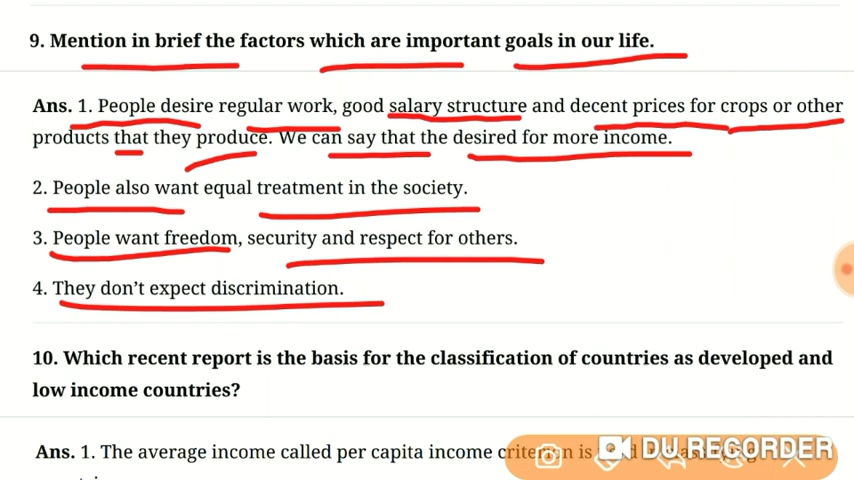 9. Mention in brief the factors which are important goals in our life.
Ans. 1. People desire regular work, good salary structure and decent prices for crops or other
products that they produce. We can say that the desired for more income.
2. People also want equal treatment in the society.
3. People want freedom, security and respect for others.
4. They don’t expect discrimination.
10. Which recent report is the basis for the classification of countries as developed and
low income countries?
Ans. 1. The average income called per capita income criterion is
DU RECORDER